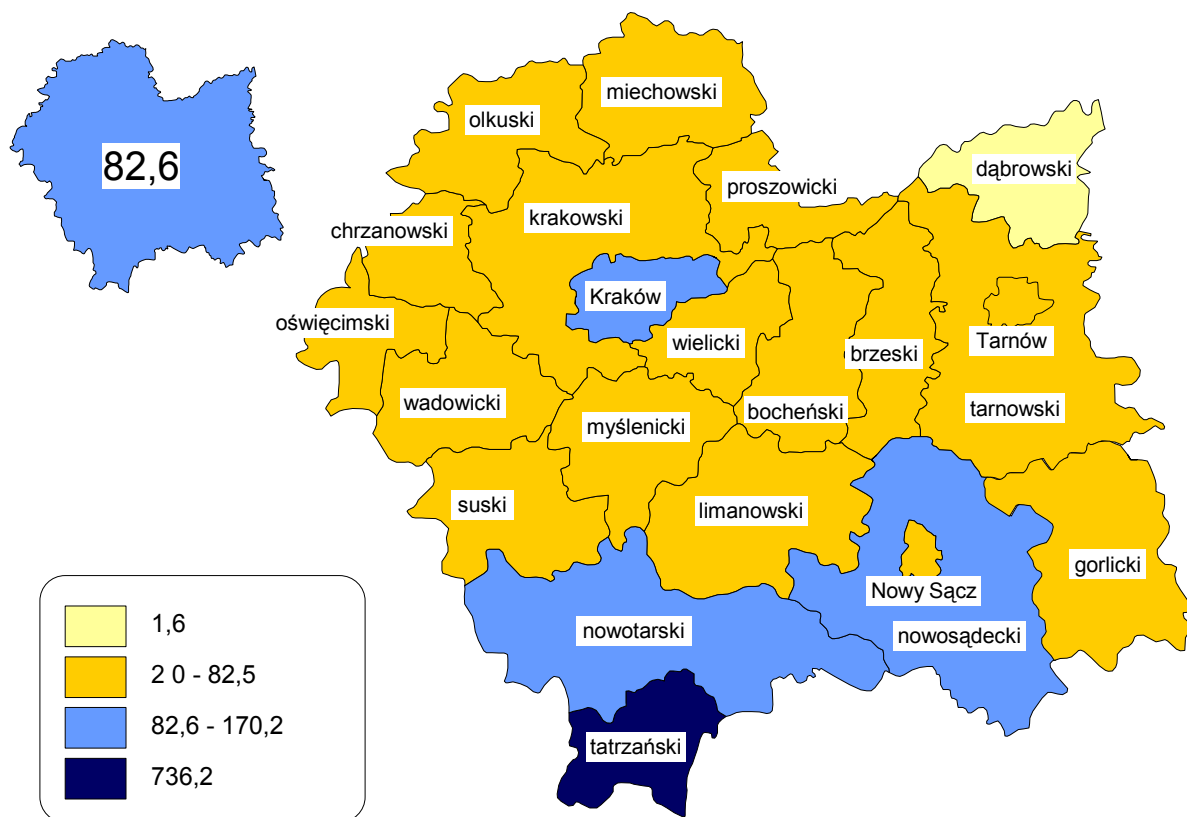 miechowski
olkuski
82,6
dąbrowski
proszowicki
krakowski
chrzanowski
Kraków
oświęcimski
wielicki
brzeski
Tarnów
wadowicki
bocheński
tarnowski
myślenicki
suski
limanowski
gorlicki
Nowy Sącz
nowotarski
nowosądecki
tatrzański
1,6
2 0 - 82,5
82,6 - 170,2
736,2